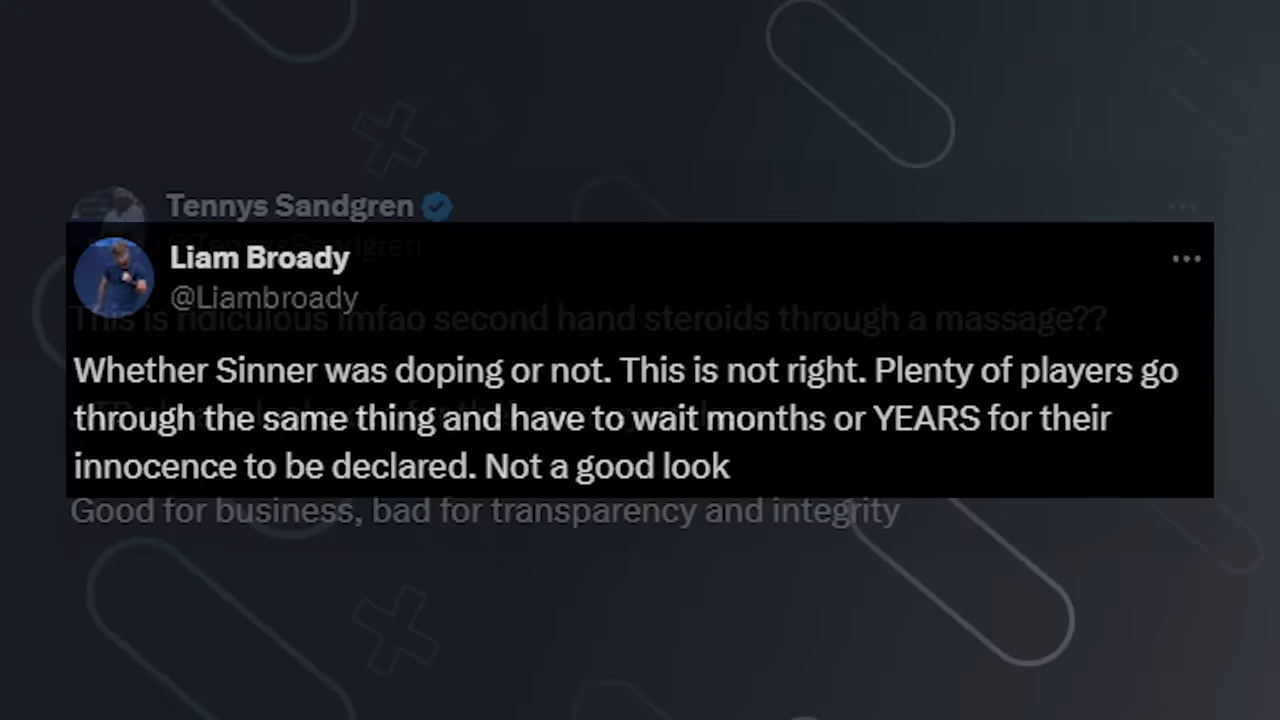 Tennys Sandgren
@TennysSandgren
Liam Broady
@Liambroady
This is ridiculous lmfao second hand steroids through a massage??
Whether Sinner was doping or not. This is not right. Plenty of players go
through the same thing and have to wait months or YEARS for their
innocence to be declared. Not a good look
Good for business, bad for transparency and integrity